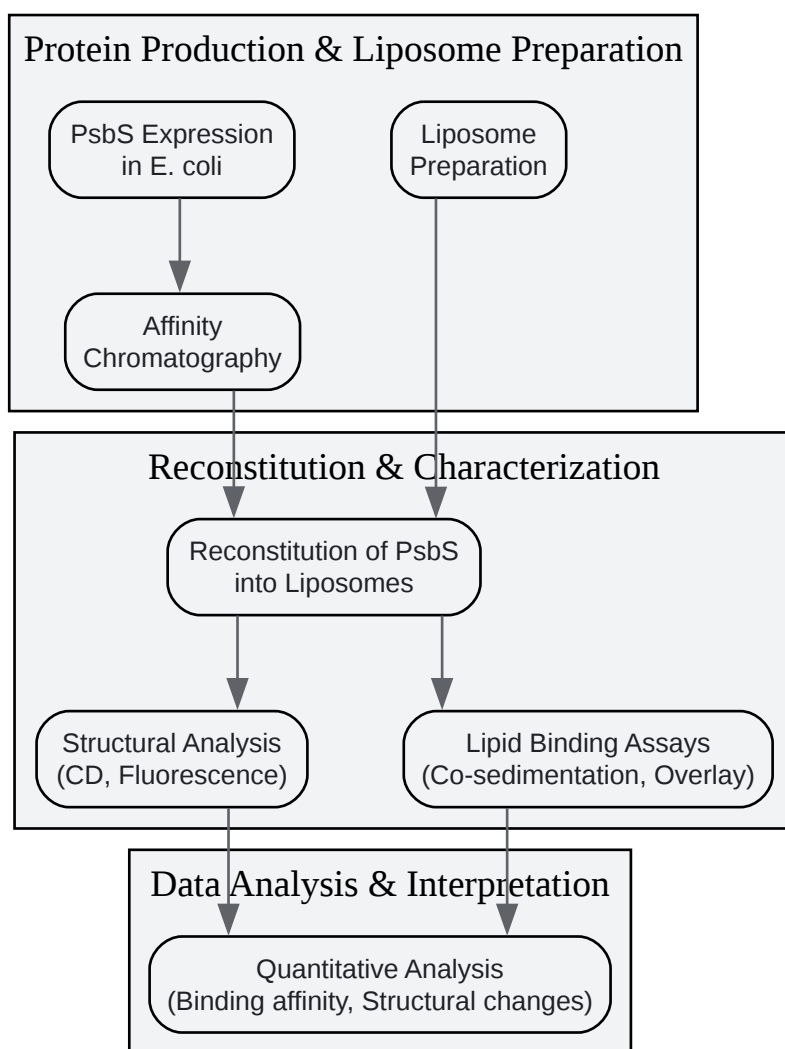 Protein Production & Liposome Preparation
PsbS Expression
in E. coli
Liposome
Preparation
Affinity
Chromatography
Reconstitution & Characterization
Reconstitution of PsbS
into Liposomes
Structural Analysis
(CD, Fluorescence)
Lipid Binding Assays
(Co-sedimentation, Overlay)
Data Analysis & Interpretation
Quantitative Analysis
(Binding affinity, Structural changes)